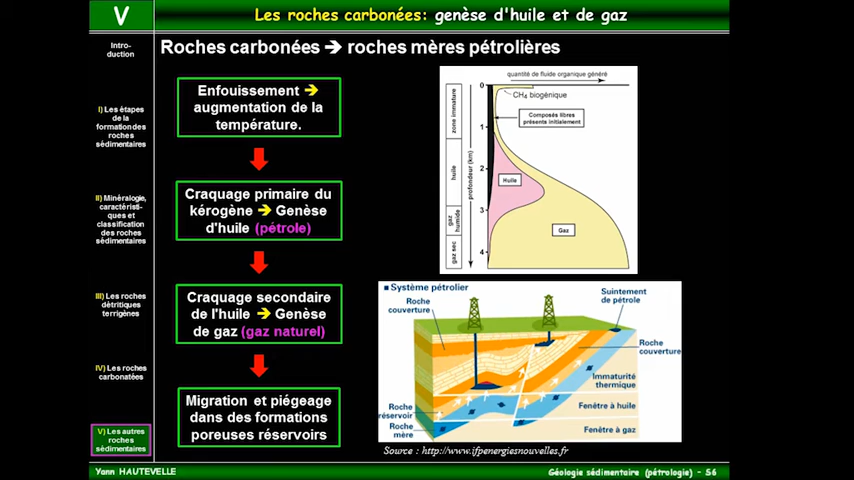 V
Les roches carbonées: genèse d'huile et de gaz
Intro-
duction
I) Les étapes
de la
formation des
roches
sédimentaires
II) Minéralogie,
caractéristi-
ques et
classification
des roches
sédimentaires
III) Les roches
détritiques
terrigènes
IV) Les roches
carbonatées
V) Les autres
roches
sédimentaires
Roches carbonées ➔ roches mères pétrolières
Enfouissement ➔
augmentation de la
température.
Craquage primaire du
kérogène ➔ Genèse
d'huile (pétrole)
Craquage secondaire
de l'huile ➔ Genèse
de gaz (gaz naturel)
Migration et piégeage
dans des formations
poreuses réservoirs
quantité de fluide organique généré
CH4 biogénique
Composés libres
présents initialement
zone immature
huile
gaz
humide
gaz sec
profondeur (km)
0
1
2
3
4
Huile
Gaz
Système pétrolier
Roche
couverture
Suintement
de pétrole
Roche
couverture
Immaturité
thermique
Fenêtre à huile
Fenêtre à gaz
Roche
réservoir
Roche
mère
Source : http://www.ifpenergiesnouvelles.fr
Yann HAUTEVELLE
Géologie sédimentaire (pétrologie) - 56